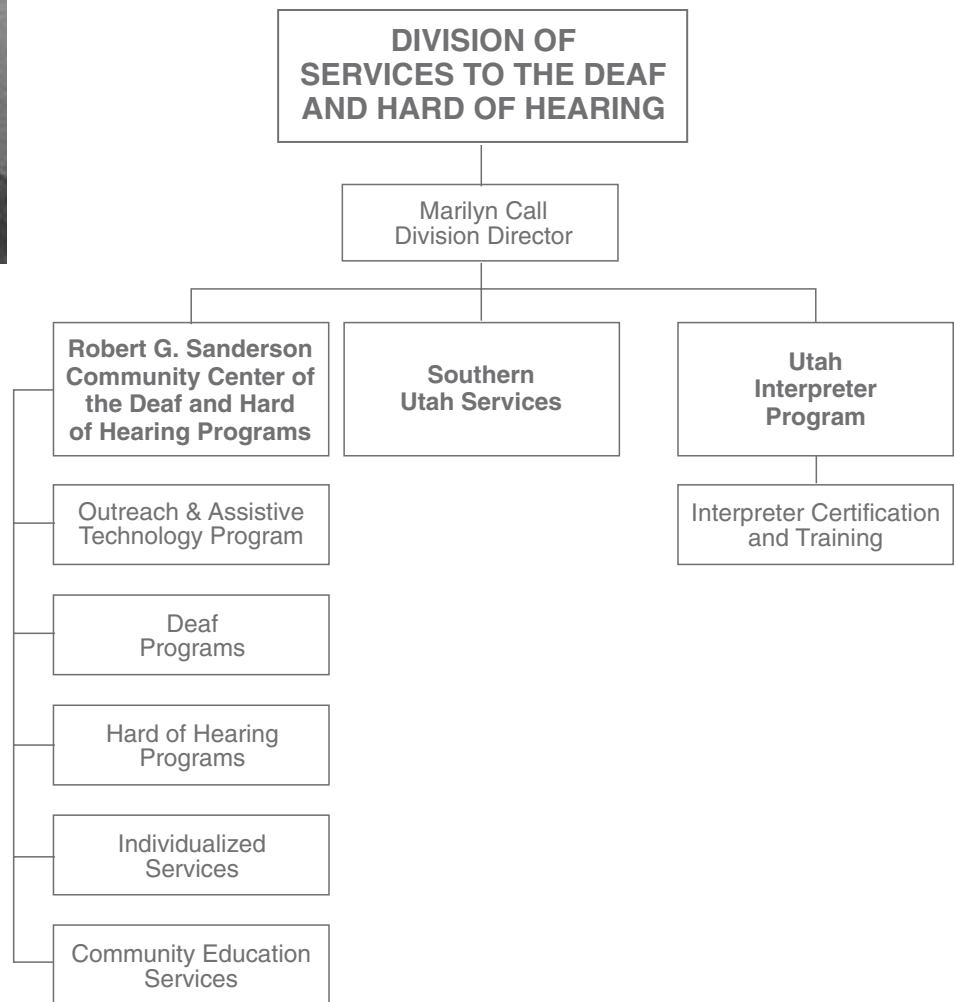 DIVISION OF
SERVICES TO THE DEAF
AND HARD OF HEARING
Marilyn Call
Division Director
Robert G. Sanderson
Community Center of
the Deaf and Hard
of Hearing Programs
Southern
Utah Services
Utah
Interpreter
Program
Outreach & Assistive
Technology Program
Interpreter Certification
and Training
Deaf
Programs
Hard of Hearing
Programs
Individualized
Services
Community Education
Services